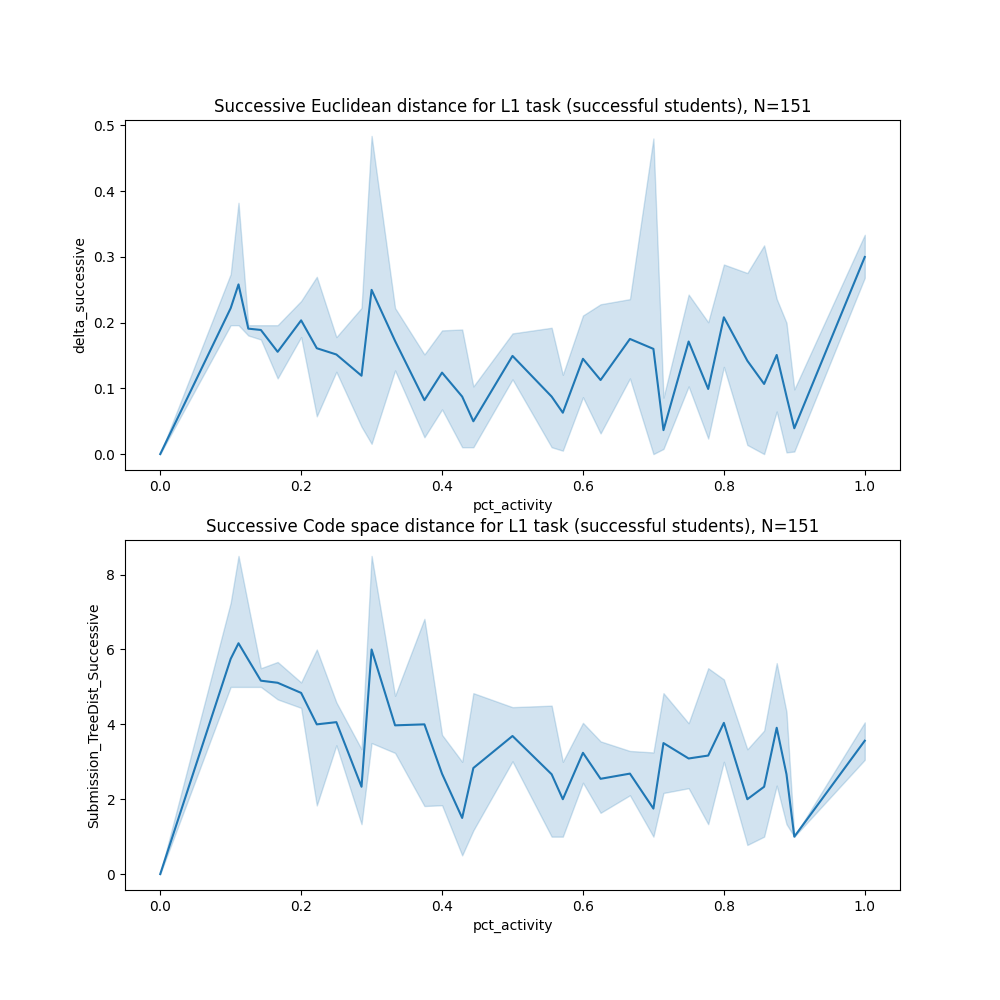 Successive Euclidean distance for L1 task (successful students), N=151
0.5
0.4
0.3
0.2
0.1
0.0
delta_successive
0.0 0.2 0.4 0.6 0.8 1.0
pct_activity
Successive Code space distance for L1 task (successful students), N=151
8
6
4
2
0
Submission_TreeDist_Successive
0.0 0.2 0.4 0.6 0.8 1.0
pct_activity